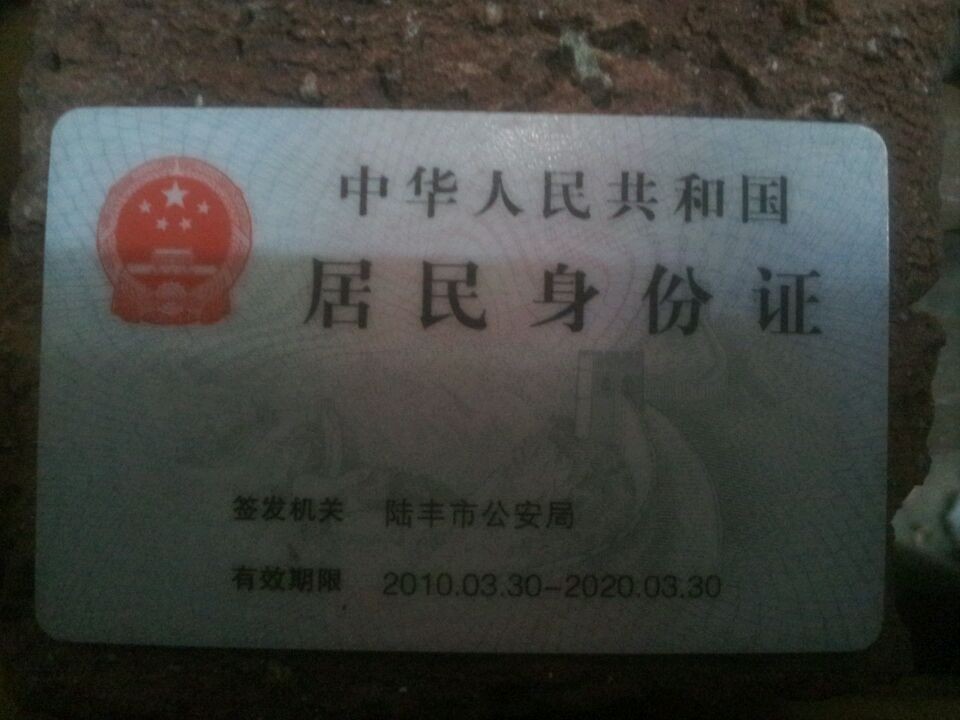 中华人民共和国
居民身份证
签发机关 陆丰市公安局
有效期限 2010.03.30-2020.03.30